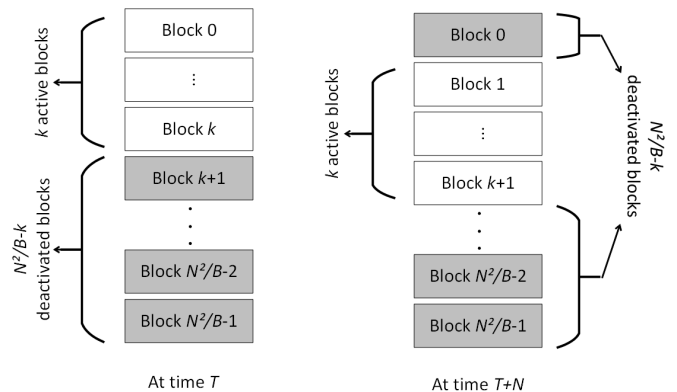 k active blocks
Block 0
⋮
Block k
N²/B-k
deactivated blocks
Block k+1
⋮
Block N²/B-2
Block N²/B-1
At time T
Block 0
k active blocks
Block 1
⋮
Block k+1
⋮
Block N²/B-2
Block N²/B-1
N²/B-k
deactivated blocks
At time T+N